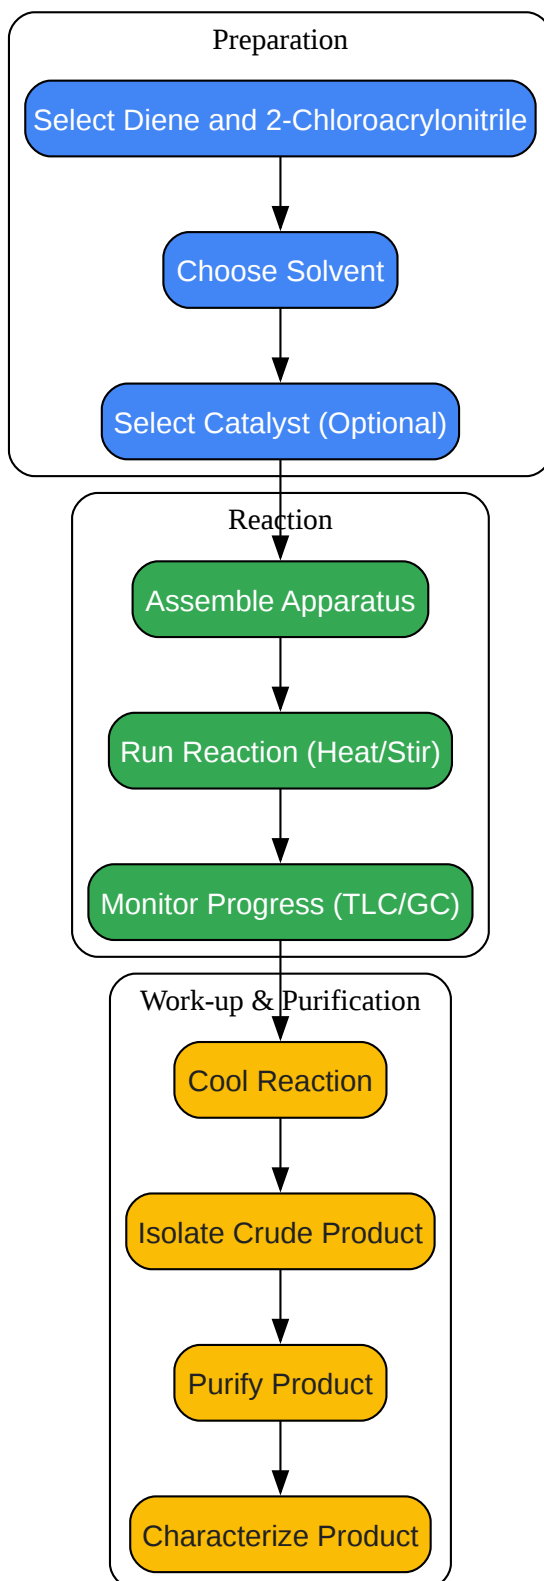 Preparation
Select Diene and 2-Chloroacrylonitrile
Choose Solvent
Select Catalyst (Optional)
Reaction
Assemble Apparatus
Run Reaction (Heat/Stir)
Monitor Progress (TLC/GC)
Work-up & Purification
Cool Reaction
Isolate Crude Product
Purify Product
Characterize Product